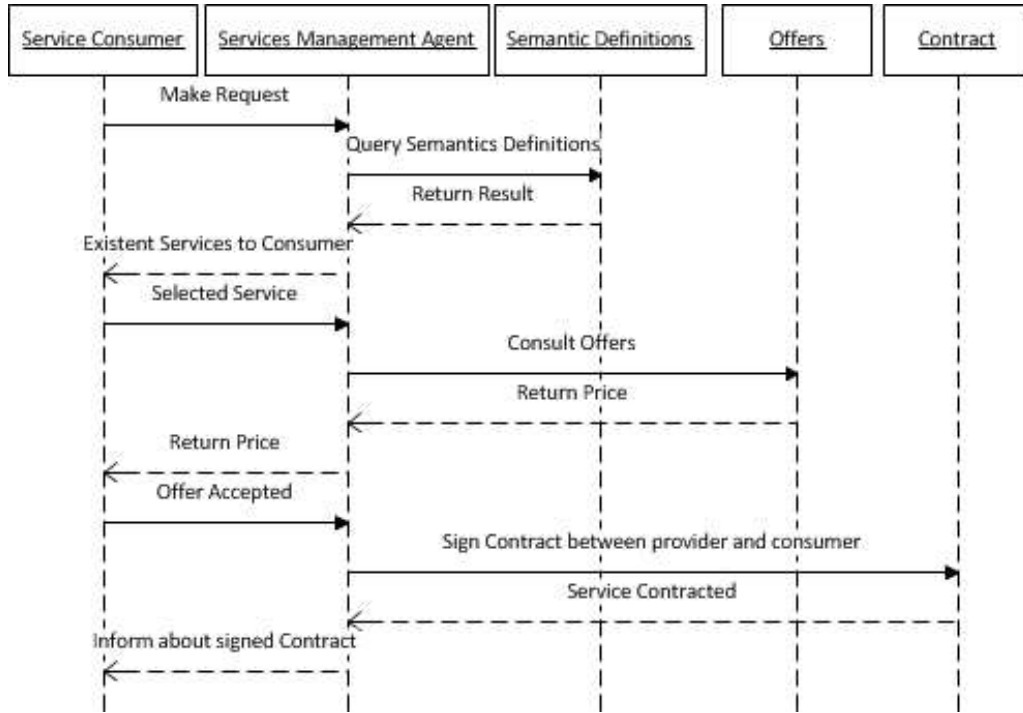 Service Consumer
Services Management Agent
Semantic Definitions
Offers
Contract
Make Request
Query Semantics Definitions
Return Result
Existent Services to Consumer
Selected Service
Consult Offers
Return Price
Return Price
Offer Accepted
Sign Contract between provider and consumer
Service Contracted
Inform about signed Contract